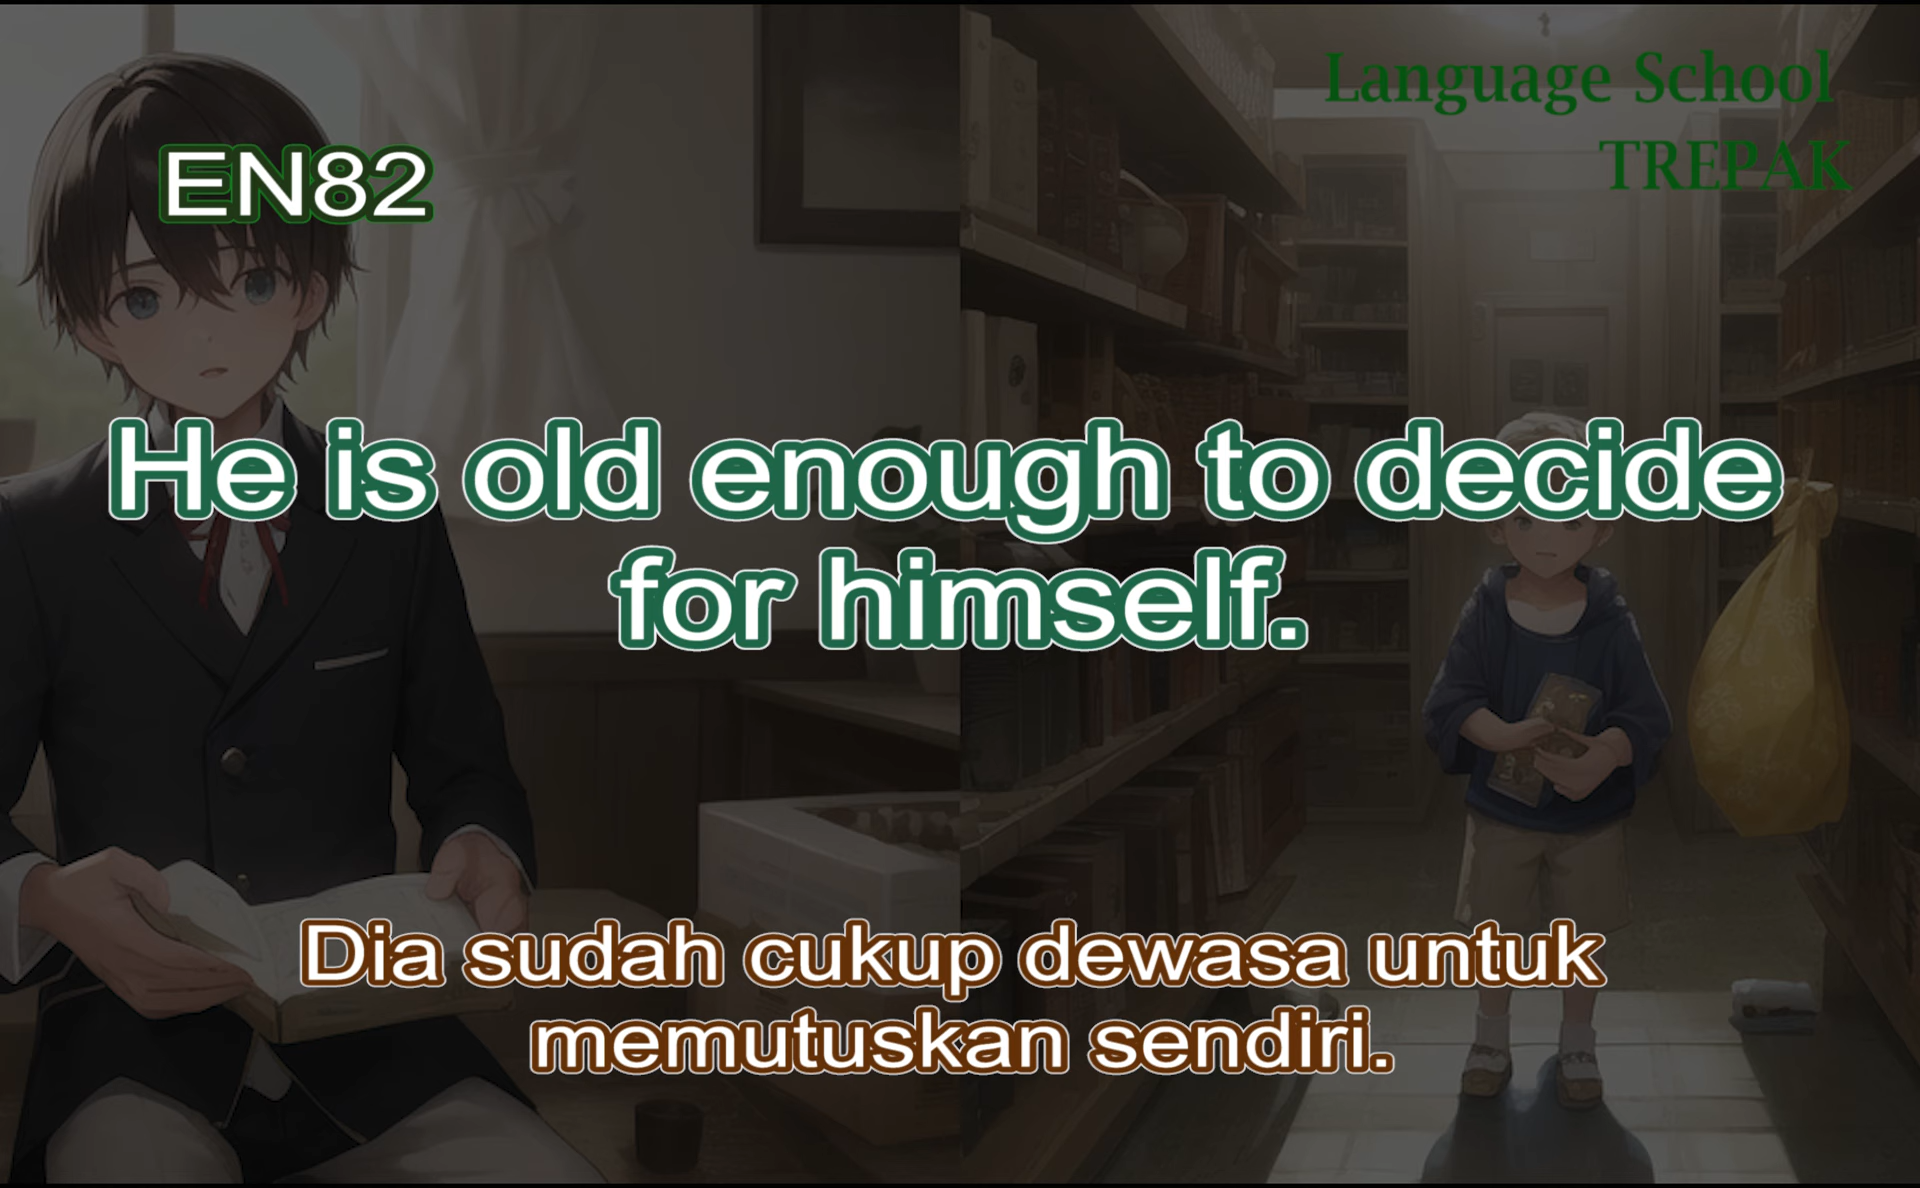 Language School
TREPAK
EN82
He is old enough to decide
for himself.
Dia sudah cukup dewasa untuk
memutuskan sendiri.